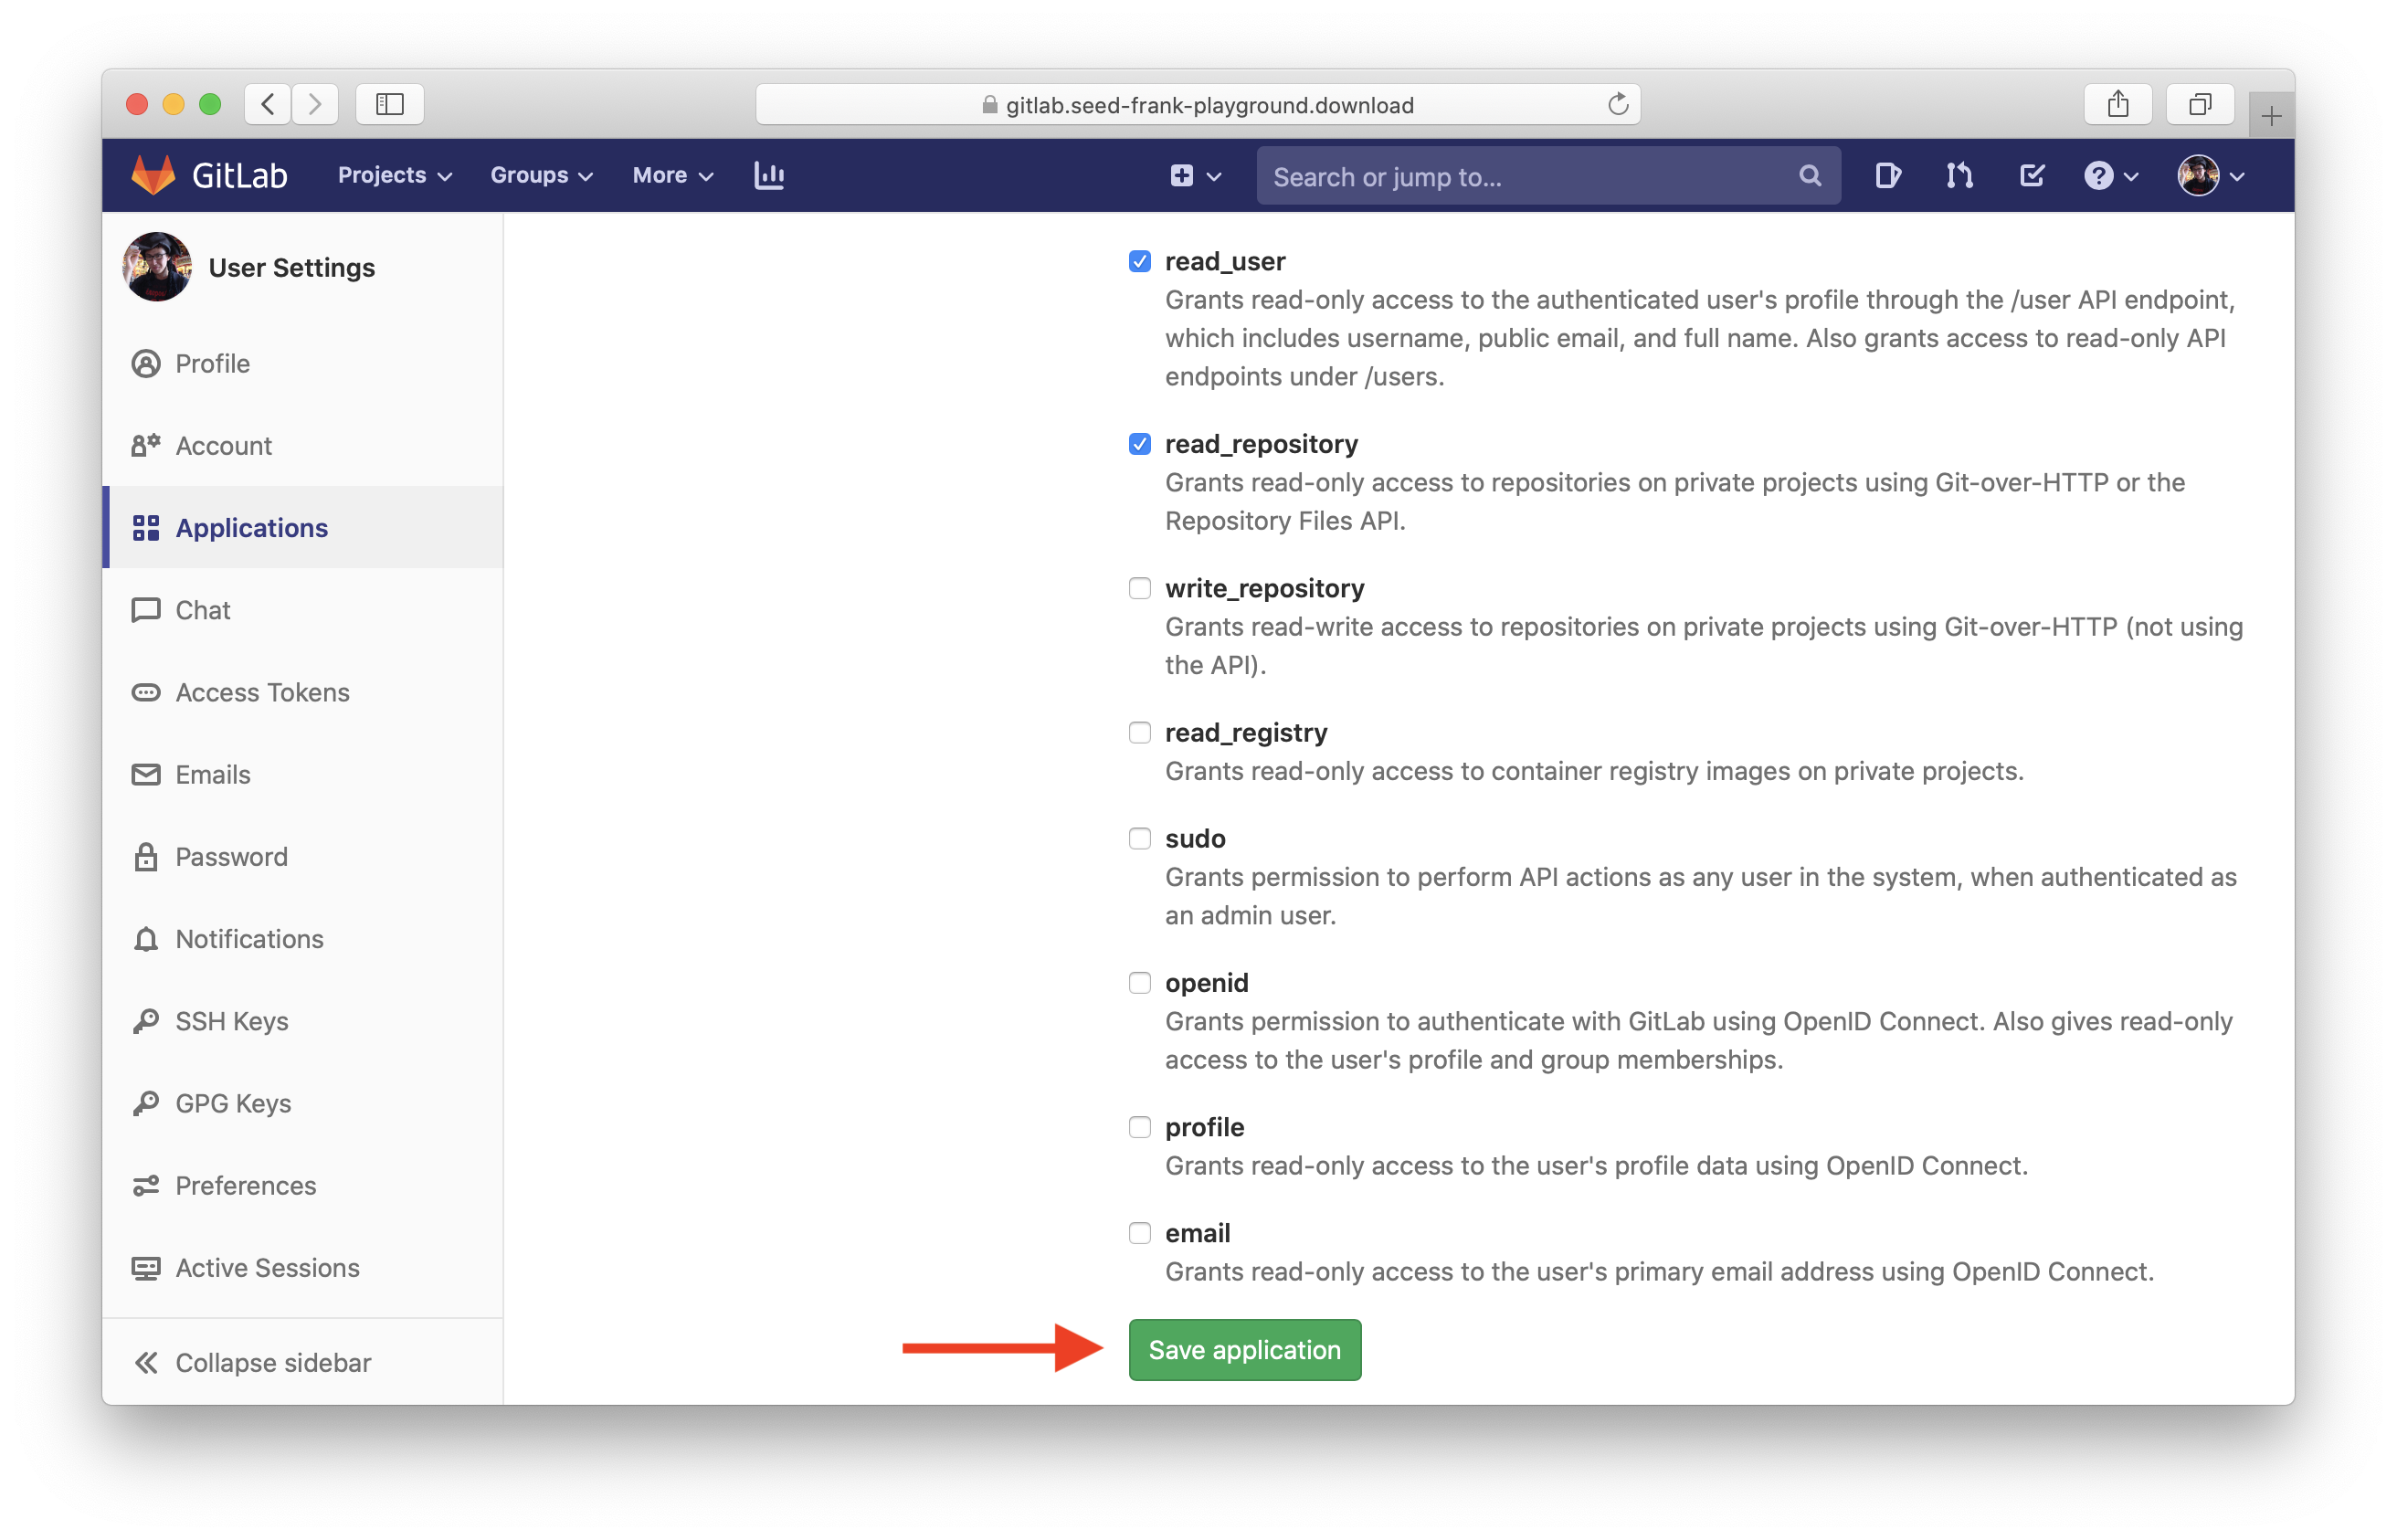 gitlab.seed-frank-playground.download
GitLab
Projects
Groups
More
Search or jump to...
User Settings
Profile
Account
Applications
Chat
Access Tokens
Emails
Password
Notifications
SSH Keys
GPG Keys
Preferences
Active Sessions
Collapse sidebar
read_user
Grants read-only access to the authenticated user's profile through the /user API endpoint,
which includes username, public email, and full name. Also grants access to read-only API
endpoints under /users.
read_repository
Grants read-only access to repositories on private projects using Git-over-HTTP or the
Repository Files API.
write_repository
Grants read-write access to repositories on private projects using Git-over-HTTP (not using
the API).
read_registry
Grants read-only access to container registry images on private projects.
sudo
Grants permission to perform API actions as any user in the system, when authenticated as
an admin user.
openid
Grants permission to authenticate with GitLab using OpenID Connect. Also gives read-only
access to the user's profile and group memberships.
profile
Grants read-only access to the user's profile data using OpenID Connect.
email
Grants read-only access to the user's primary email address using OpenID Connect.
Save application